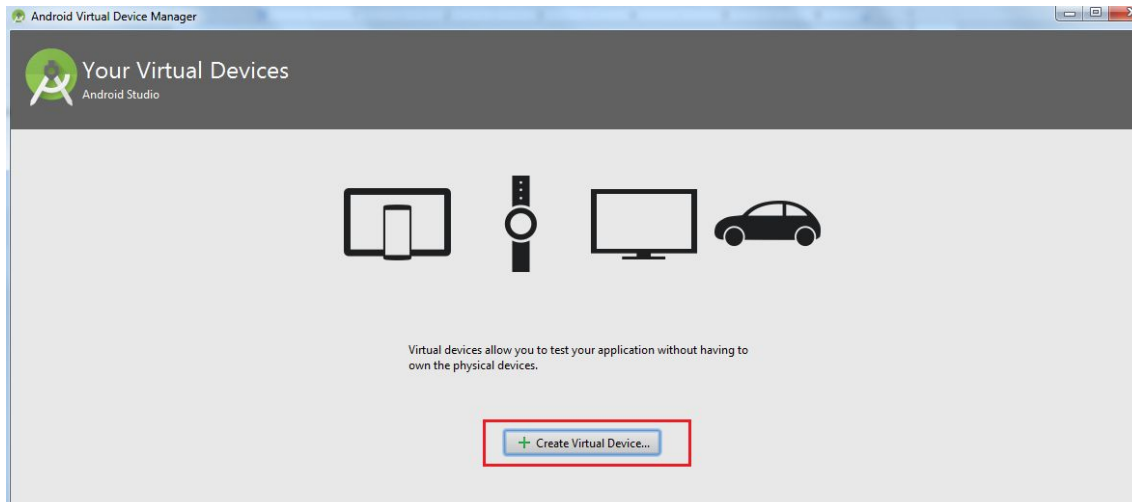 Android Virtual Device Manager
Your Virtual Devices
Android Studio
Virtual devices allow you to test your application without having to
own the physical devices.
+ Create Virtual Device...